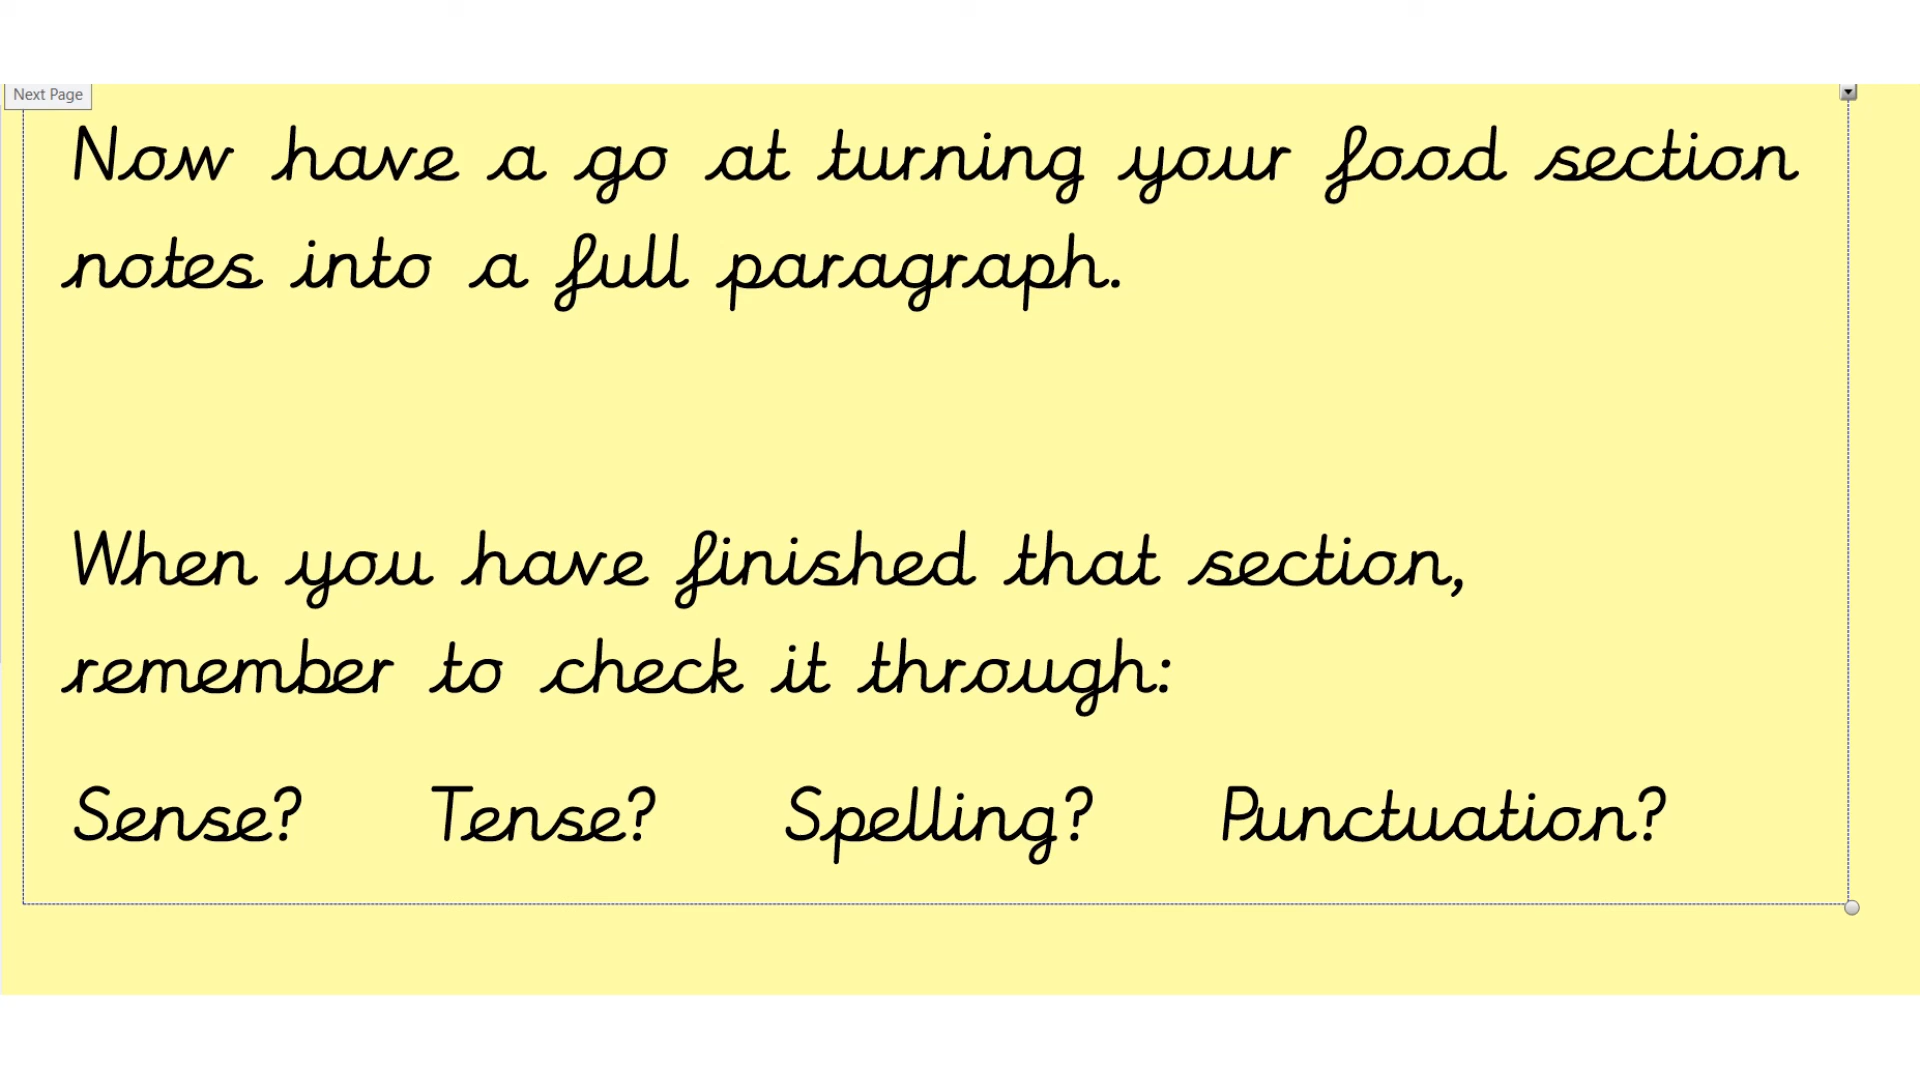 Next Page
Now have a go at turning your food section
notes into a full paragraph.
When you have finished that section,
remember to check it through:
Sense? Tense? Spelling? Punctuation?